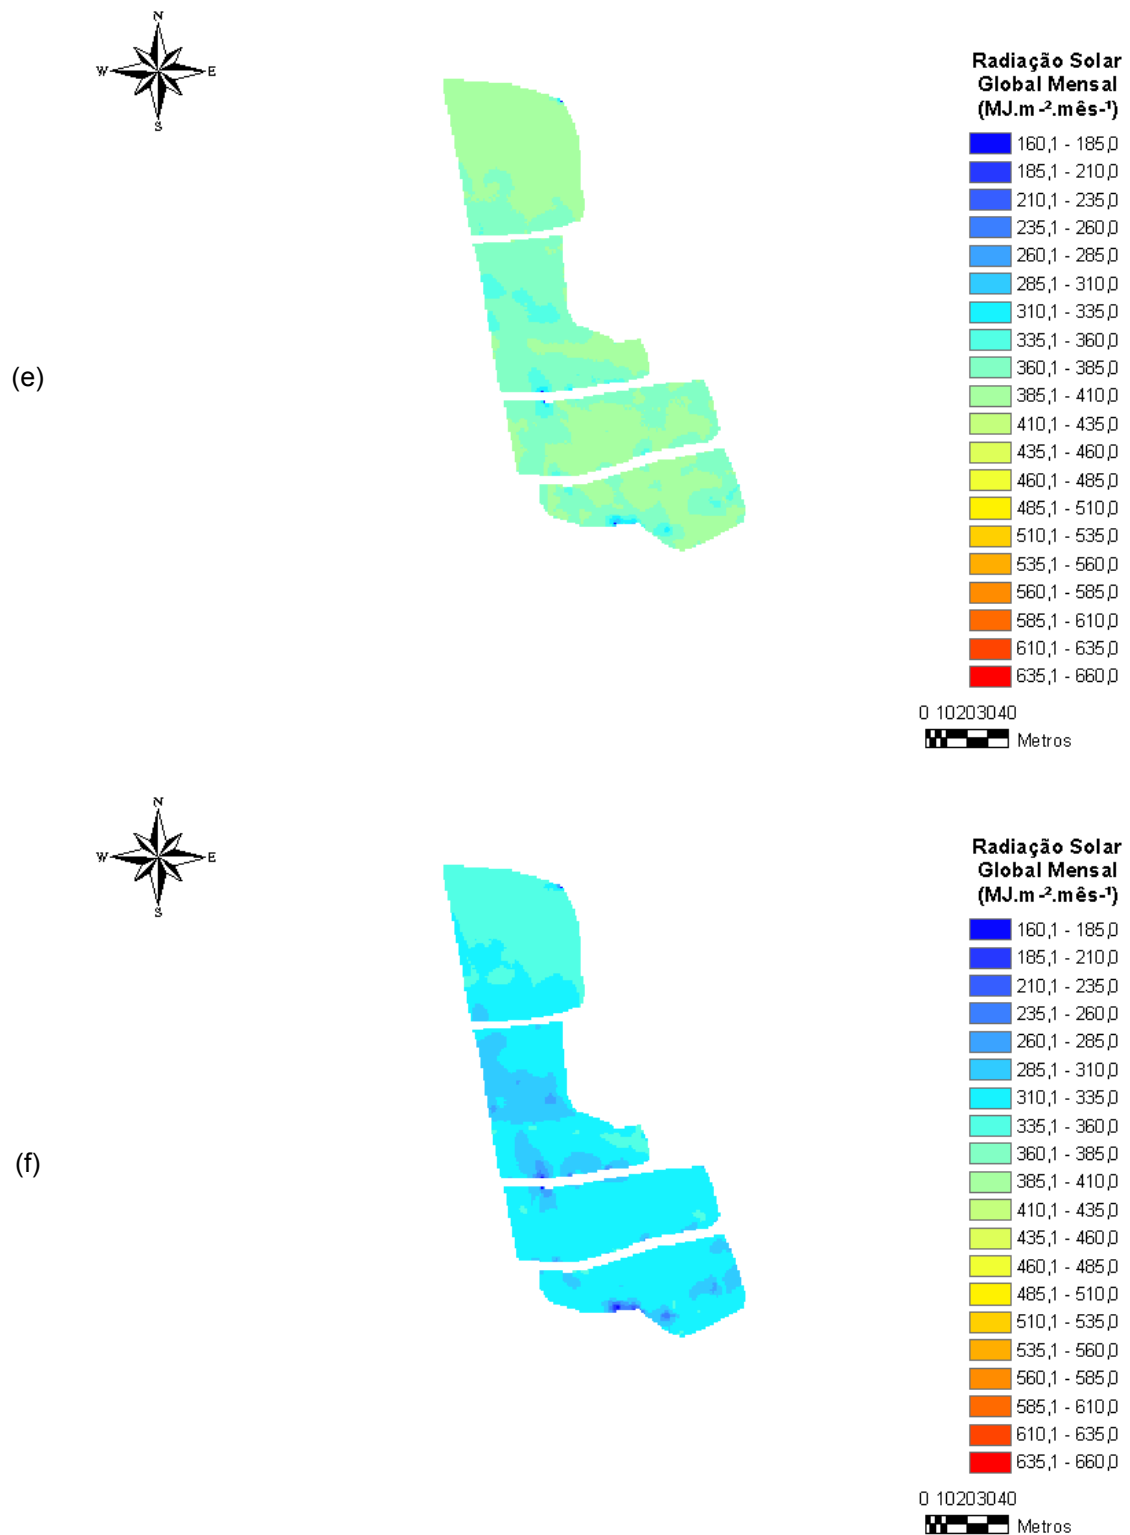 N
W E
S
Radiação Solar
Global Mensal
(MJ.m-².mês-¹)
160,1 - 185,0
185,1 - 210,0
210,1 - 235,0
235,1 - 260,0
260,1 - 285,0
285,1 - 310,0
310,1 - 335,0
335,1 - 360,0
360,1 - 385,0
(e)
385,1 - 410,0
410,1 - 435,0
435,1 - 460,0
460,1 - 485,0
485,1 - 510,0
510,1 - 535,0
535,1 - 560,0
560,1 - 585,0
585,1 - 610,0
610,1 - 635,0
635,1 - 660,0
0 10203040
Metros
N
W E
S
Radiação Solar
Global Mensal
(MJ.m-².mês-¹)
160,1 - 185,0
185,1 - 210,0
210,1 - 235,0
235,1 - 260,0
260,1 - 285,0
285,1 - 310,0
310,1 - 335,0
335,1 - 360,0
(f)
360,1 - 385,0
385,1 - 410,0
410,1 - 435,0
435,1 - 460,0
460,1 - 485,0
485,1 - 510,0
510,1 - 535,0
535,1 - 560,0
560,1 - 585,0
585,1 - 610,0
610,1 - 635,0
635,1 - 660,0
0 10203040
Metros